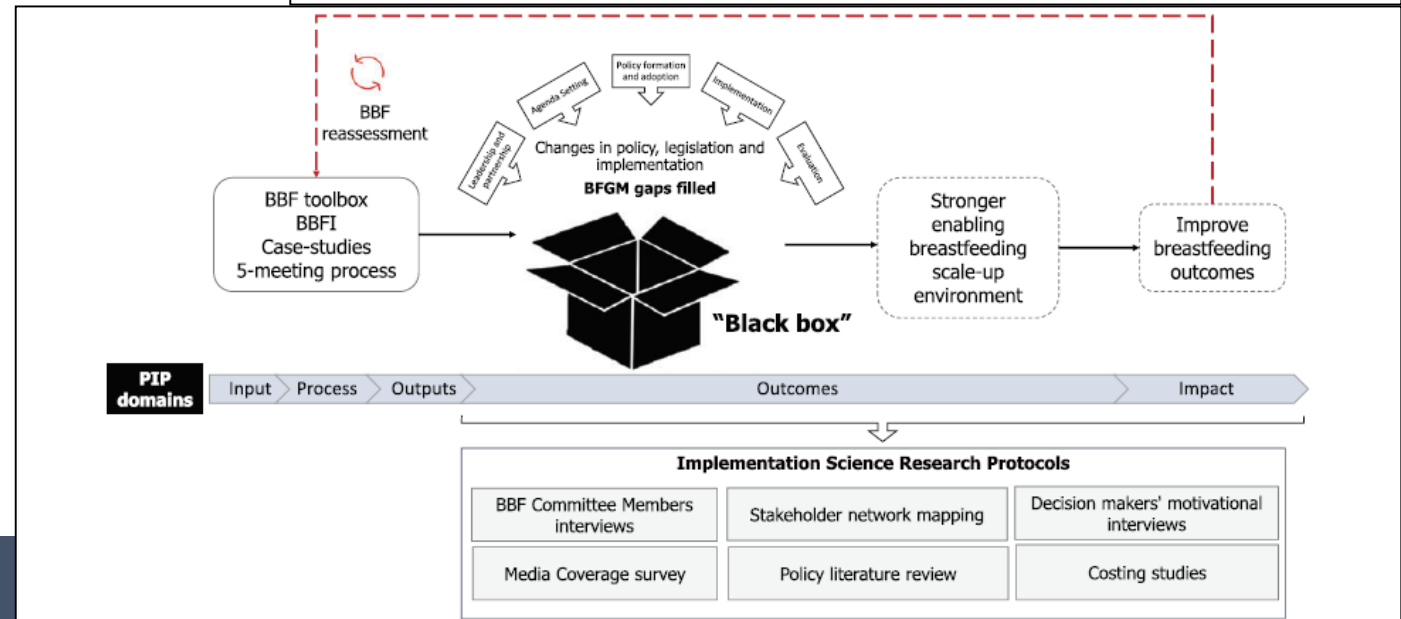 BBF
reassessment
Leadership and
partnership
Agenda Setting
Policy formation
and adoption
Implementation
Evaluation
Changes in policy, legislation and
implementation
BFGM gaps filled
BBF toolbox
BBFI
Case-studies
5-meeting process
"Black box"
Stronger
enabling
breastfeeding
scale-up
environment
Improve
breastfeeding
outcomes
PIP
domains
Input
Process
Outputs
Outcomes
Impact
Implementation Science Research Protocols
BBF Committee Members
interviews
Stakeholder network mapping
Decision makers' motivational
interviews
Media Coverage survey
Policy literature review
Costing studies